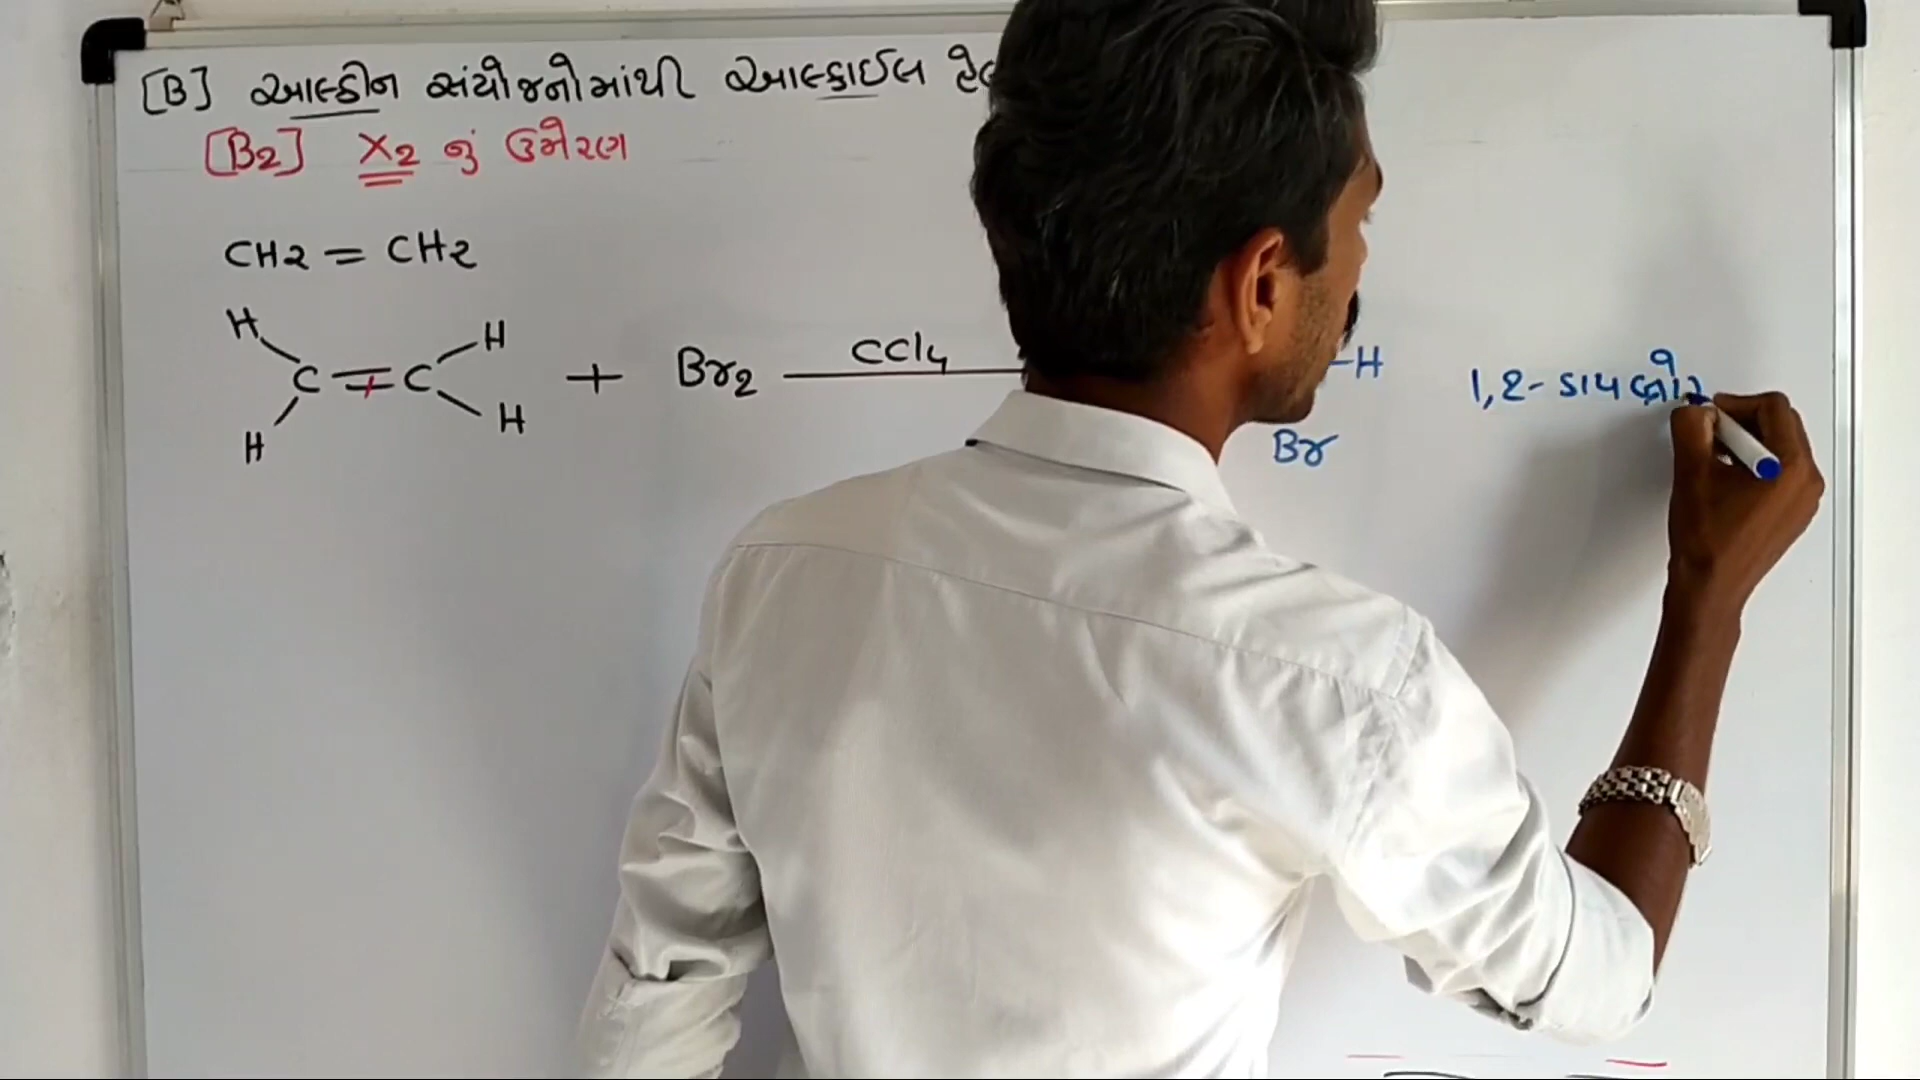 [B] આલ્કીન સંયોજનોમાંથી આલ્કાઈલ
[B2] X2 નું ઉમેરણ
CH2 = CH2
H H
C = C + Br2 CCl4 -H 1,2- ડાયબ્રોમ
H H Br